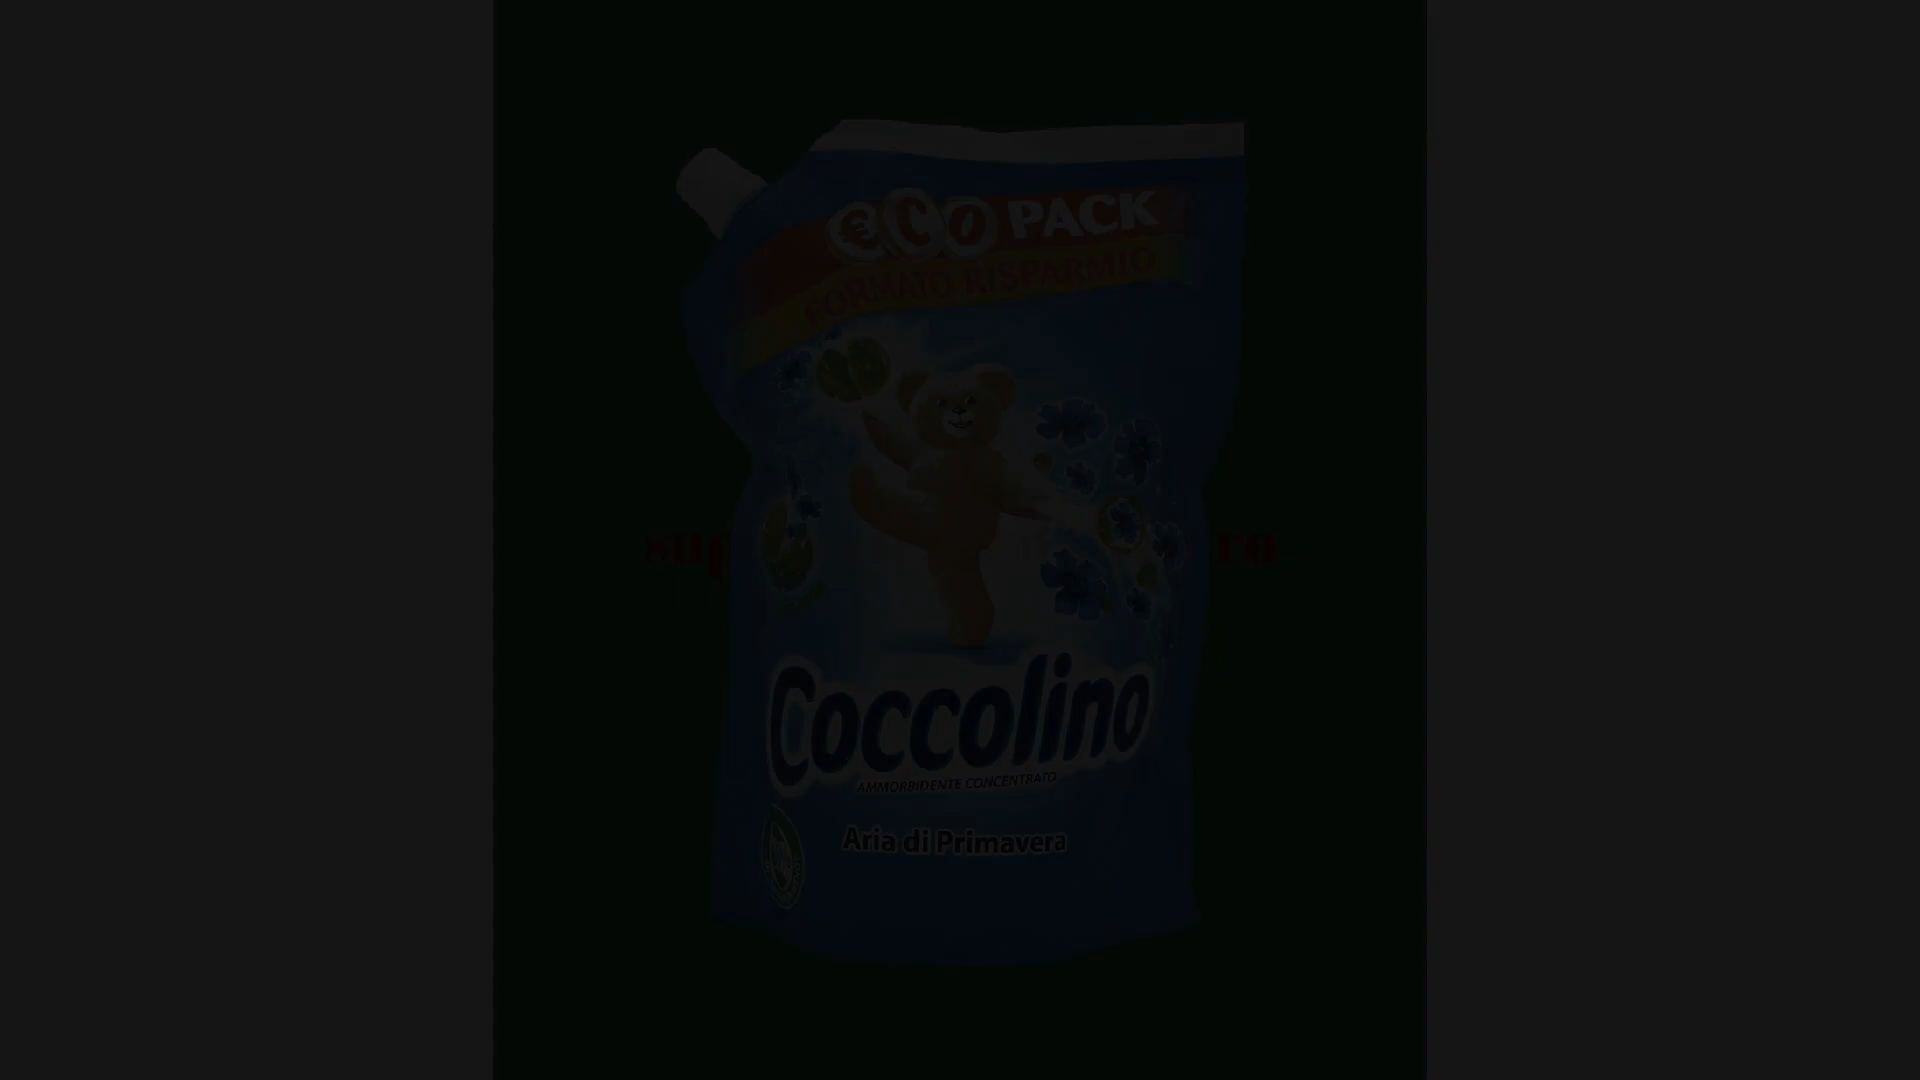 €CO PACK
FORMATO RISPARMIO
Coccolino
AMMORBIDENTE CONCENTRATO
Aria di Primavera